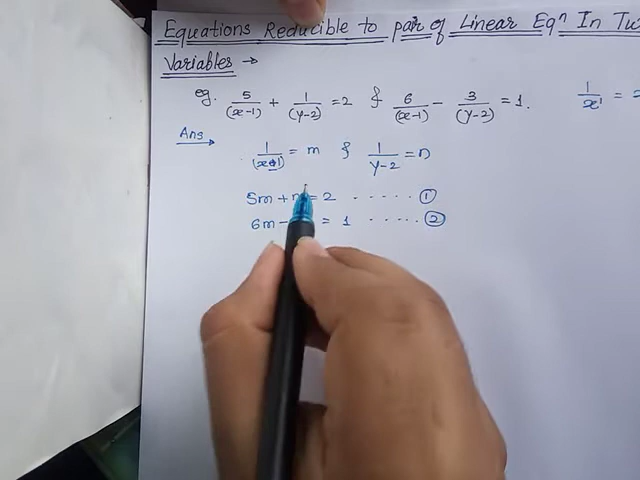 Equations Reducible to pair of Linear Eqⁿ In
Variables →
eg. 5/(x-1) + 1/(y-2) = 2 & 6/(x-1) - 3/(y-2) = 1. 1/x =
Ans → 1/(x-1) = m & 1/y-2 = n
5m + n = 2 ..... ①
6m - = 1 ..... ②